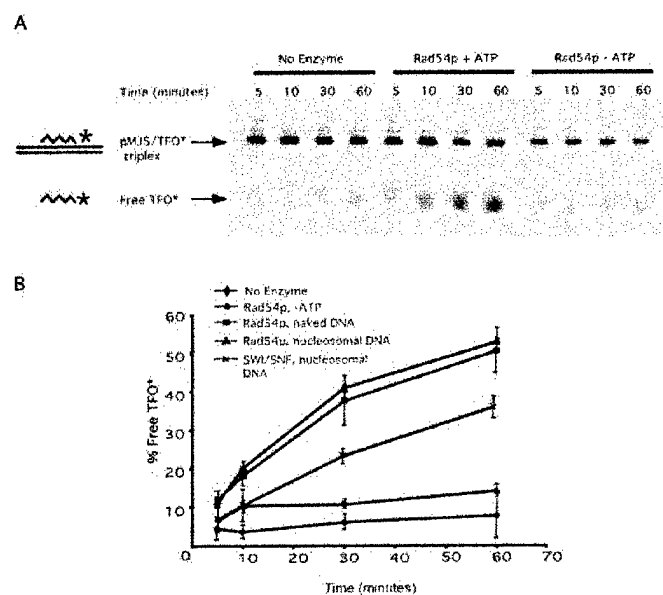 A
No Enzyme Rad54p + ATP Rad54p - ATP
Time (minutes) 5 10 30 60 5 10 30 60 5 10 30 60
pMJ5/TFO*
triplex
Free TFO*
B
No Enzyme
Rad54p, -ATP
Rad54p, naked DNA
Rad54p, nucleosomal DNA
SWI/SNF, nucleosomal
DNA
60
50
40
30
20
10
% Free TFO*
0 10 20 30 40 50 60 70
Time (minutes)